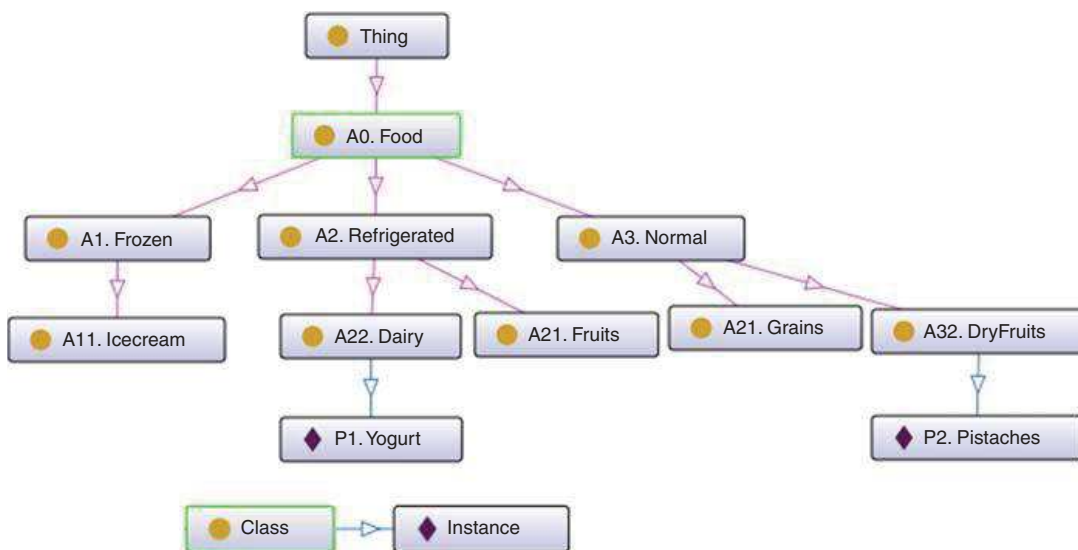 Thing
A0. Food
A1. Frozen
A2. Refrigerated
A3. Normal
A11. Icecream
A22. Dairy
A21. Fruits
A21. Grains
A32. DryFruits
P1. Yogurt
P2. Pistaches
Class
Instance